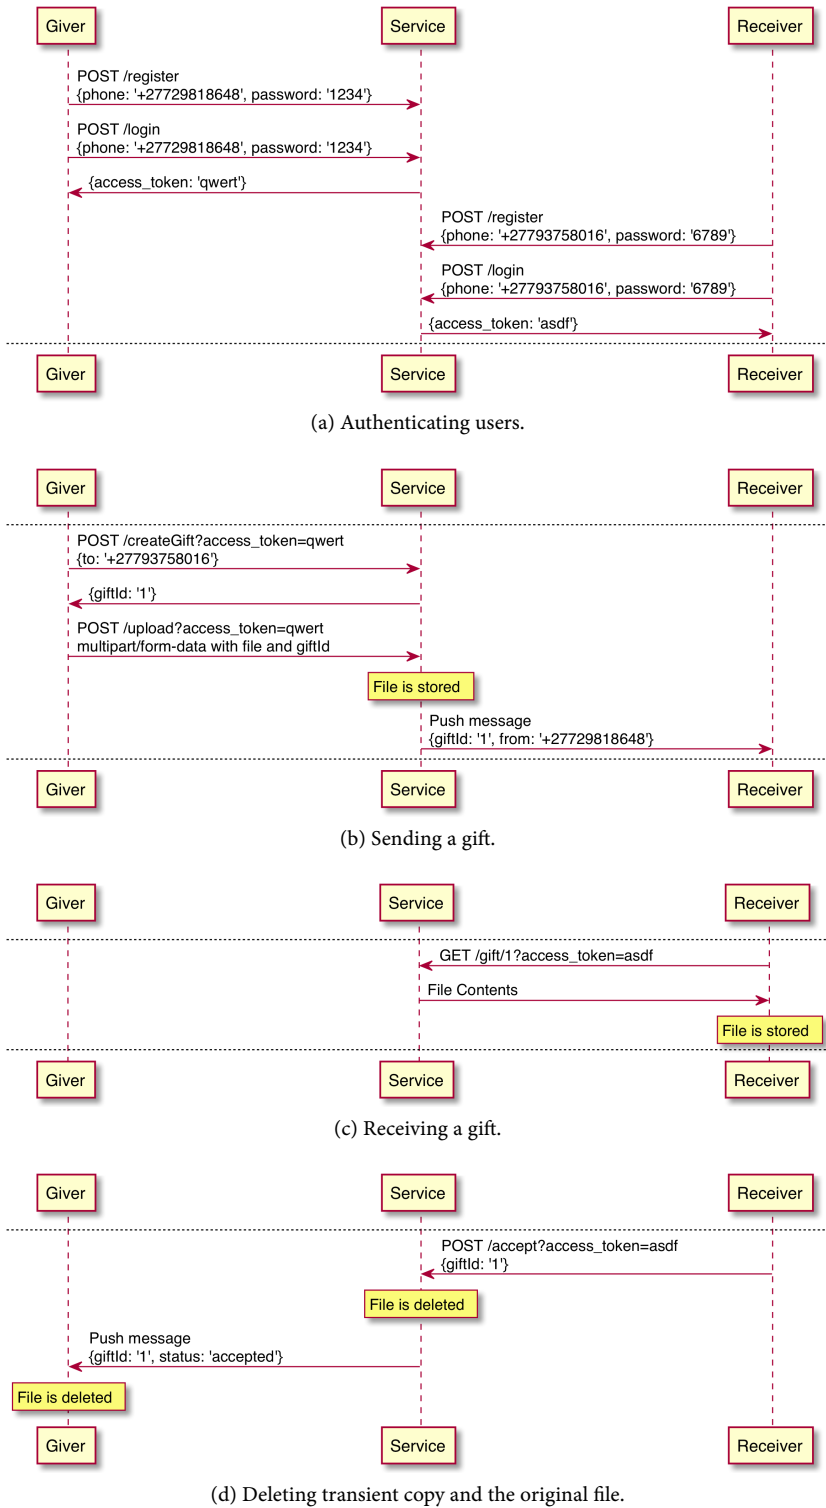 Giver Service Receiver
POST /register
{phone: '+27729818648', password: '1234'}
POST /login
{phone: '+27729818648', password: '1234'}
{access_token: 'qwert'}
POST /register
{phone: '+27793758016', password: '6789'}
POST /login
{phone: '+27793758016', password: '6789'}
{access_token: 'asdf'}
Giver Service Receiver
(a) Authenticating users.
Giver Service Receiver
POST /createGift?access_token=qwert
{to: '+27793758016'}
{giftId: '1'}
POST /upload?access_token=qwert
multipart/form-data with file and giftId
File is stored
Push message
{giftId: '1', from: '+27729818648'}
Giver Service Receiver
(b) Sending a gift.
Giver Service Receiver
GET /gift/1?access_token=asdf
File Contents
File is stored
Giver Service Receiver
(c) Receiving a gift.
Giver Service Receiver
POST /accept?access_token=asdf
{giftId: '1'}
File is deleted
Push message
{giftId: '1', status: 'accepted'}
File is deleted
Giver Service Receiver
(d) Deleting transient copy and the original file.